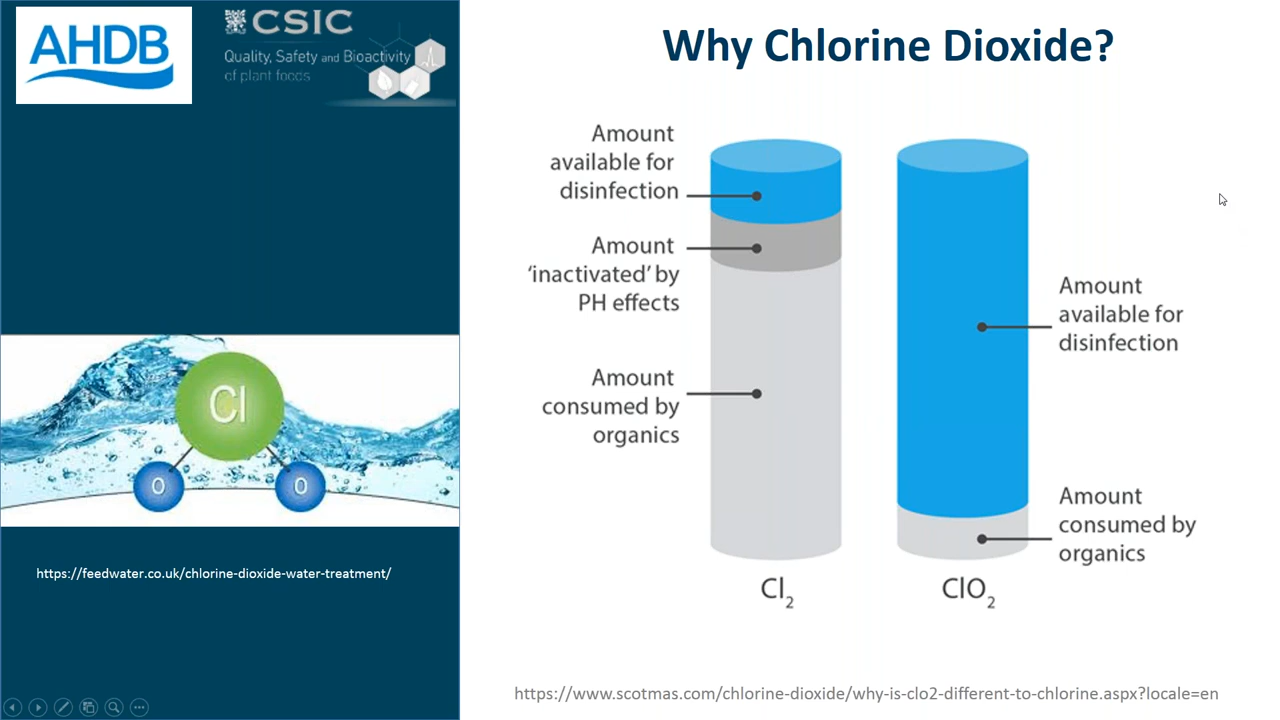 AHDB
CSIC
Quality, Safety and Bioactivity
of plant foods
Why Chlorine Dioxide?
Amount
available for
disinfection
Amount
‘inactivated’ by
PH effects
Amount
consumed by
organics
Cl2
Amount
available for
disinfection
Amount
consumed by
organics
ClO2
Cl
O
O
https://feedwater.co.uk/chlorine-dioxide-water-treatment/
https://www.scotmas.com/chlorine-dioxide/why-is-clo2-different-to-chlorine.aspx?locale=en